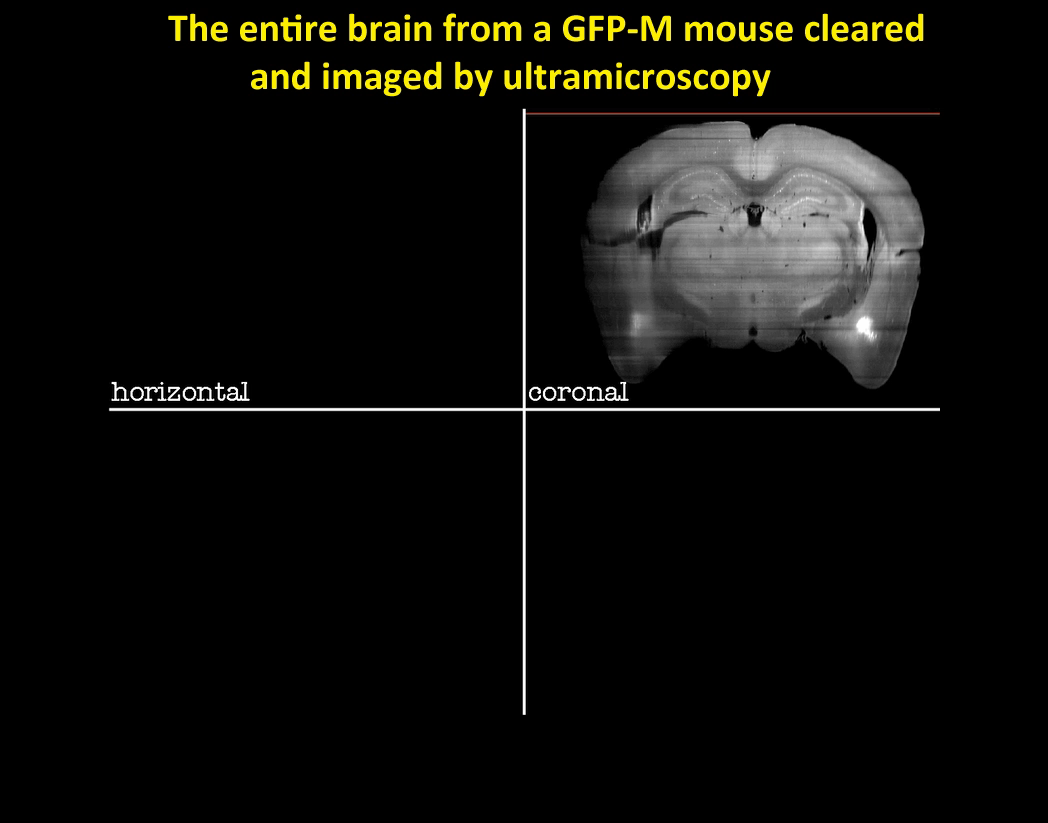 The entire brain from a GFP-M mouse cleared
and imaged by ultramicroscopy
horizontal
coronal